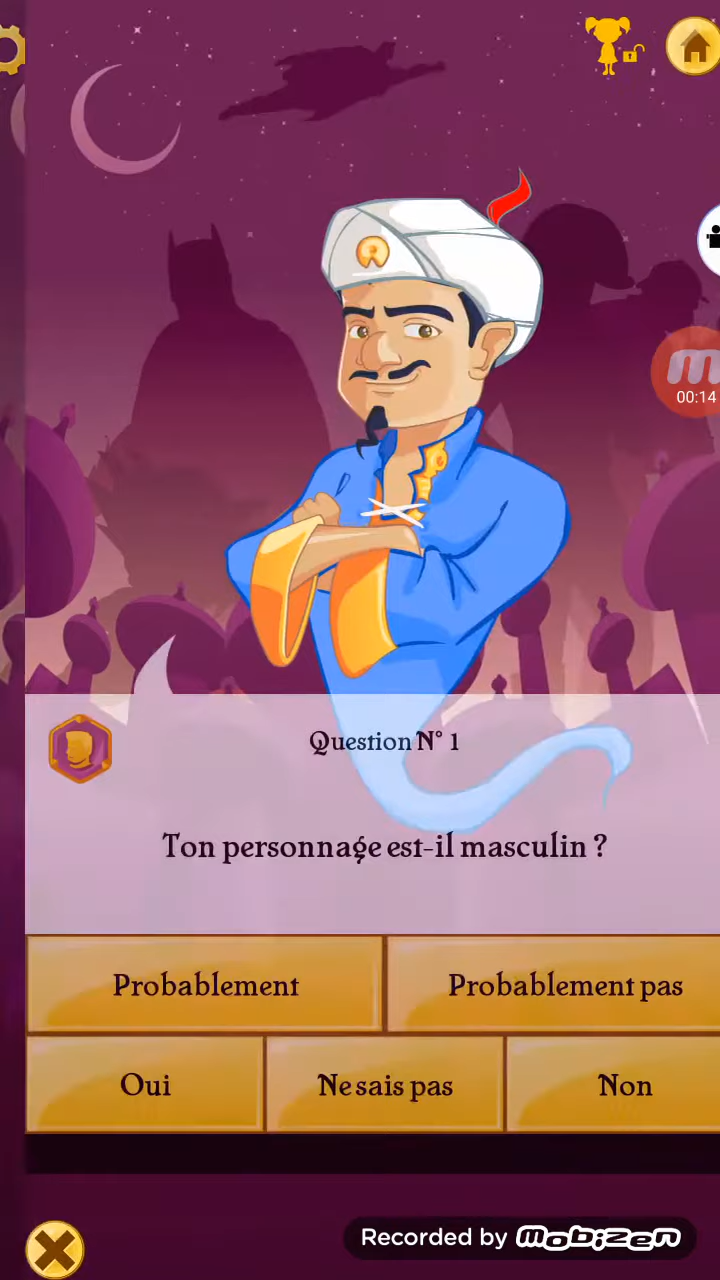 00:14
Question N° 1
Ton personnage est-il masculin ?
Probablement
Probablement pas
Oui
Ne sais pas
Non
Recorded by mobizen